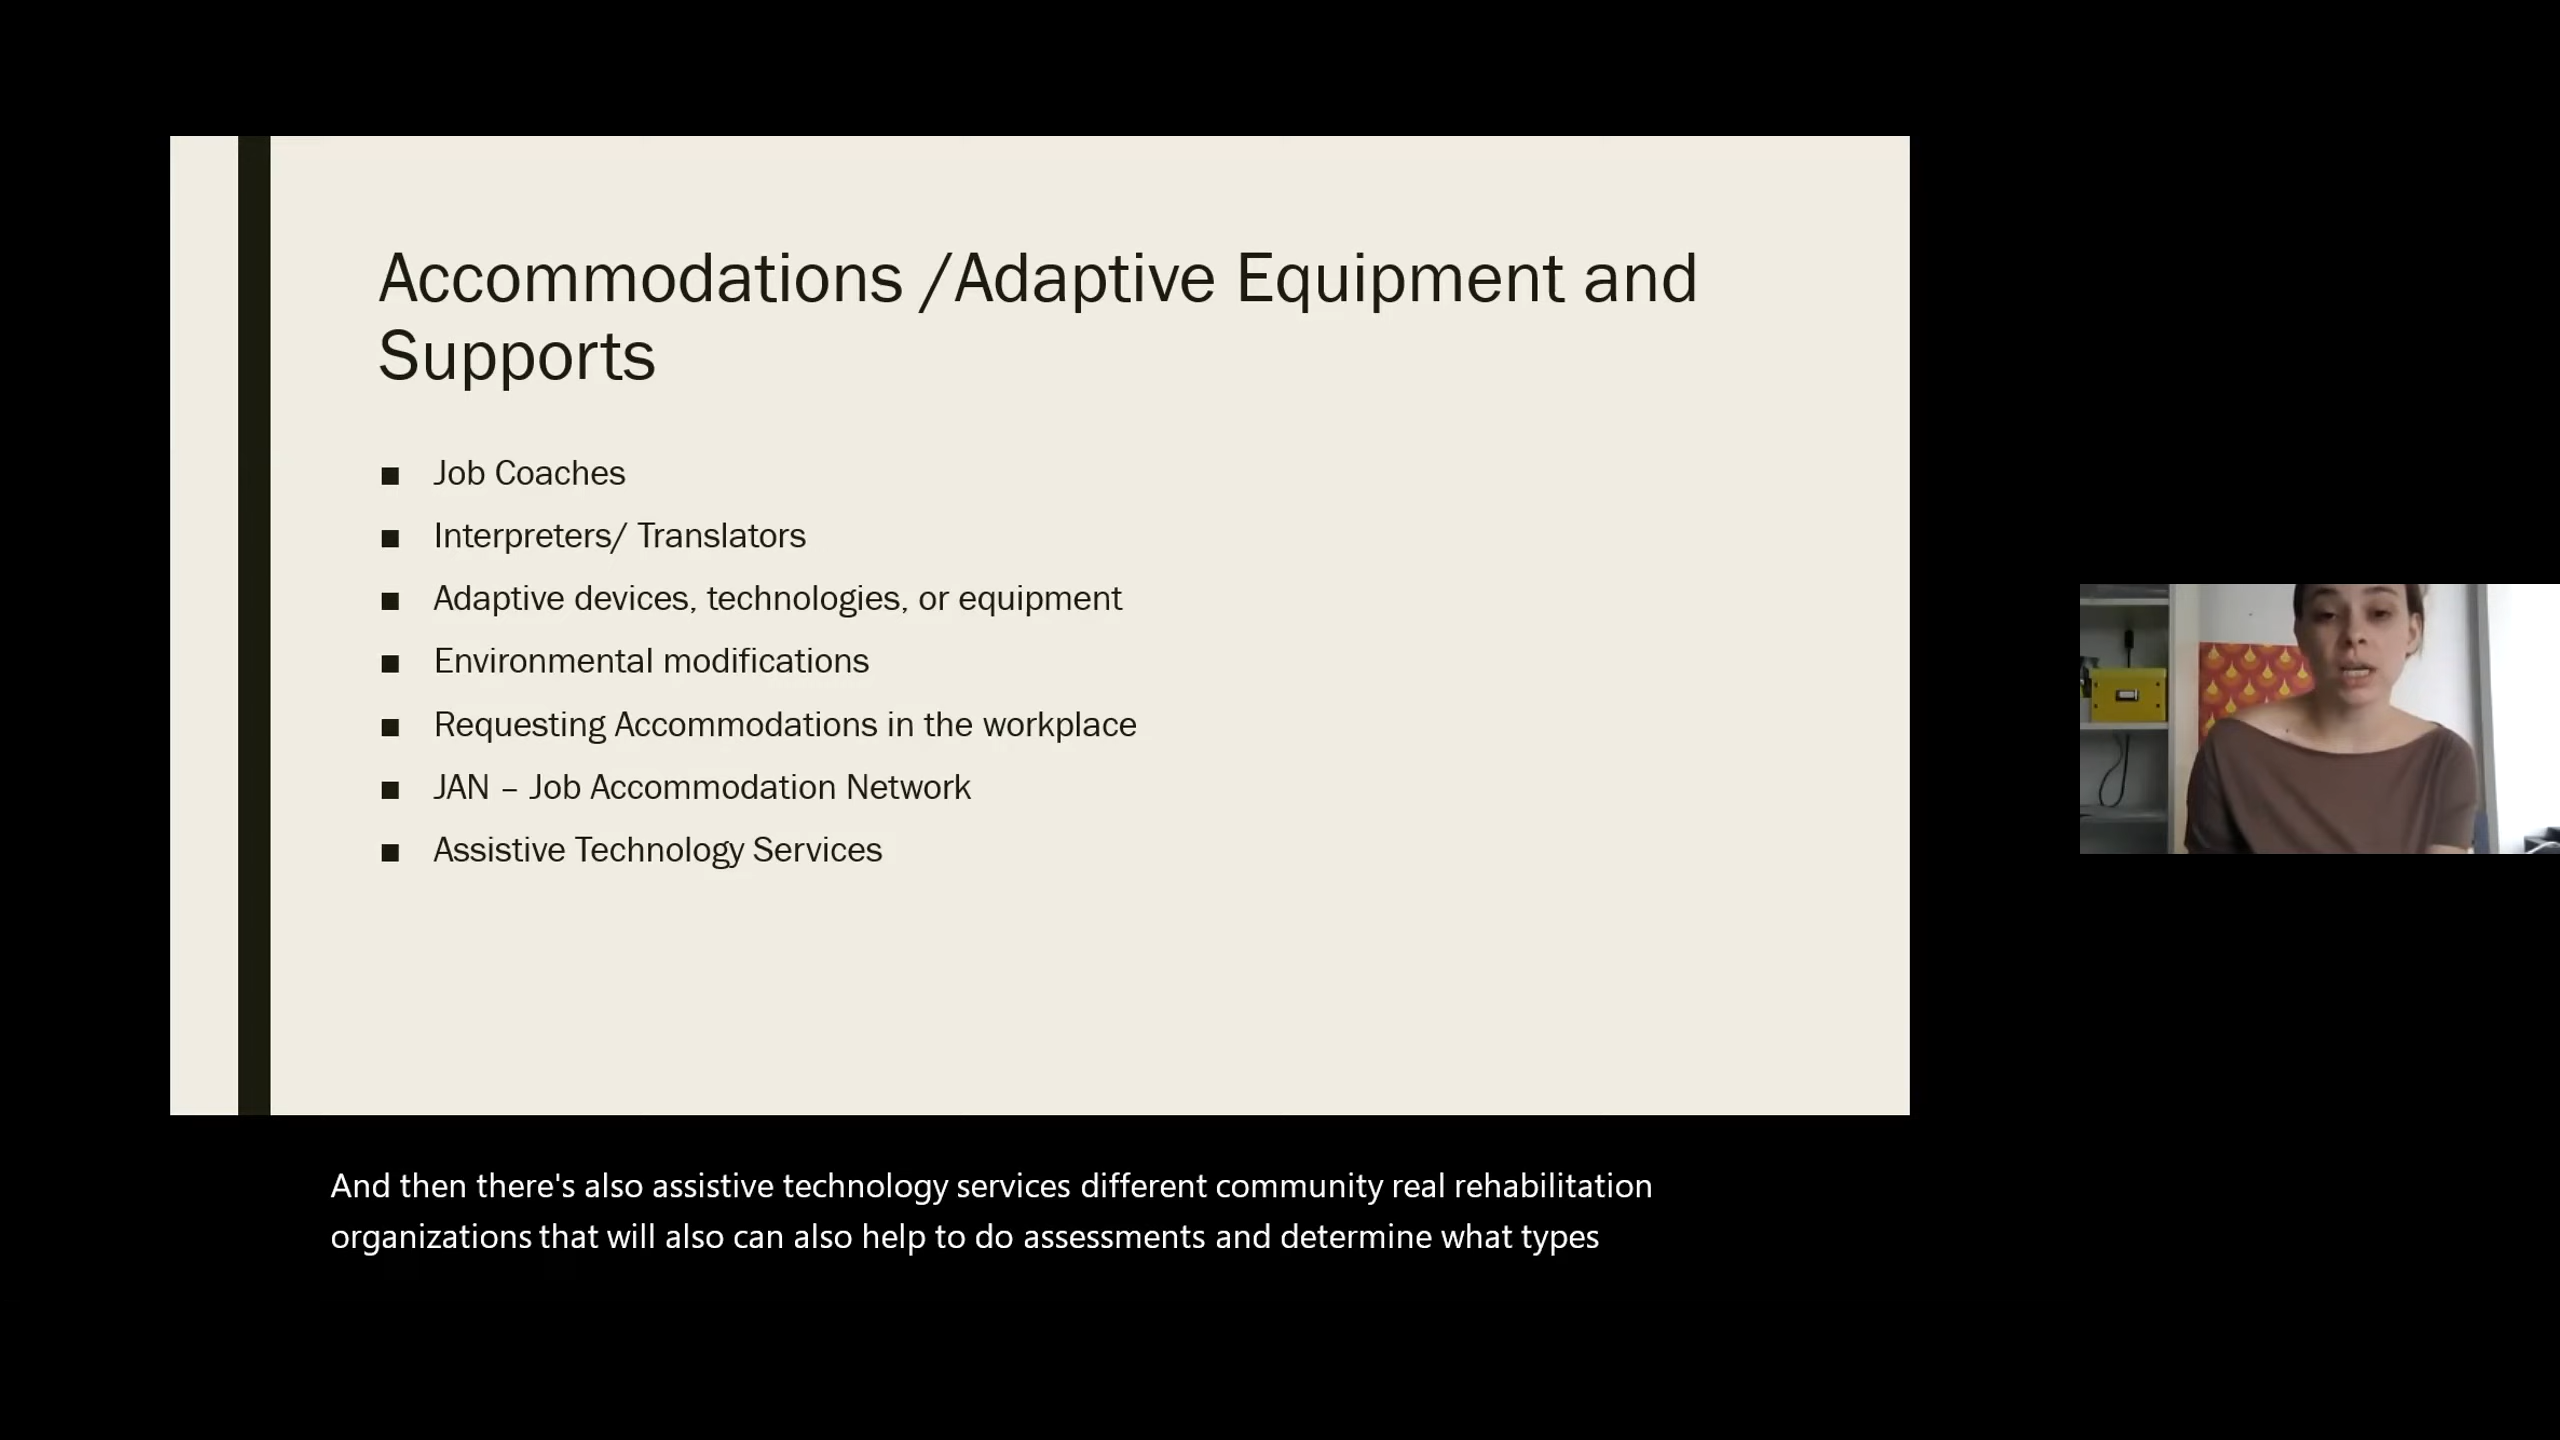 Accommodations /Adaptive Equipment and
Supports
■ Job Coaches
■ Interpreters/ Translators
■ Adaptive devices, technologies, or equipment
■ Environmental modifications
■ Requesting Accommodations in the workplace
■ JAN – Job Accommodation Network
■ Assistive Technology Services
And then there's also assistive technology services different community real rehabilitation
organizations that will also can also help to do assessments and determine what types